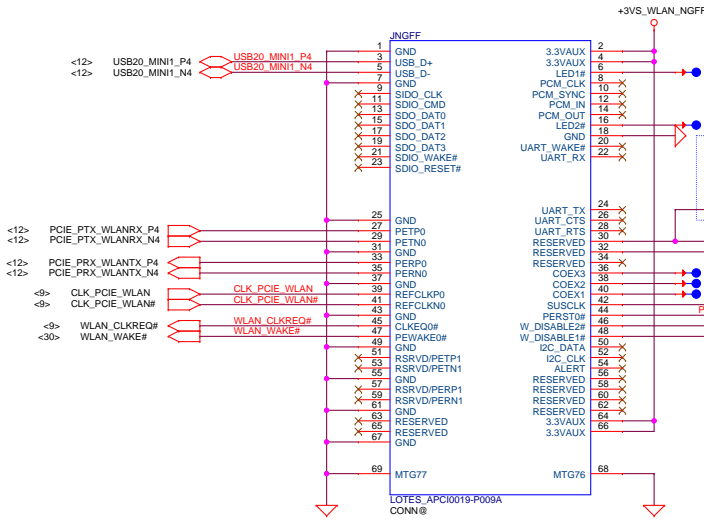 +3VS_WLAN_NGFF
JNGFF
1 GND 3.3VAUX 2
<12> USB20_MINI1_P4 USB20_MINI1_P4 3 USB_D+ 3.3VAUX 4
<12> USB20_MINI1_N4 USB20_MINI1_N4 5 USB_D- LED1# 6
7 GND PCM_CLK 8
9 SIDO_CLK PCM_SYNC 10
11 SDIO_CMD PCM_IN 12
13 SDO_DAT0 PCM_OUT 14
15 SDO_DAT1 LED2# 16
17 SDO_DAT2 GND 18
19 SDO_DAT3 UART_WAKE# 20
21 SDIO_WAKE# UART_RX 22
23 SDIO_RESET#
UART_TX 24
25 GND UART_CTS 26
<12> PCIE_PTX_WLANRX_P4 27 PETP0 UART_RTS 28
<12> PCIE_PTX_WLANRX_N4 29 PETN0 RESERVED 30
31 GND RESERVED 32
<12> PCIE_PRX_WLANTX_P4 33 PERP0 RESERVED 34
<12> PCIE_PRX_WLANTX_N4 35 PERN0 COEX3 36
37 GND COEX2 38
<9> CLK_PCIE_WLAN CLK_PCIE_WLAN 39 REFCLKP0 COEX1 40
<9> CLK_PCIE_WLAN# CLK_PCIE_WLAN# 41 REFCLKN0 SUSCLK 42
43 GND PERST0# 44 P
<9> WLAN_CLKREQ# WLAN_CLKREQ# 45 CLKEQ0# W_DISABLE2# 46
<30> WLAN_WAKE# WLAN_WAKE# 47 PEWAKE0# W_DISABLE1# 48
49 GND I2C_DATA 50
51 RSRVD/PETP1 I2C_CLK 52
53 RSRVD/PETN1 ALERT 54
55 GND RESERVED 56
57 RSRVD/PERP1 RESERVED 58
59 RSRVD/PERN1 RESERVED 60
61 GND RESERVED 62
63 RESERVED 3.3VAUX 64
65 RESERVED 3.3VAUX 66
67 GND
69 MTG77 MTG76 68
LOTES_APCI0019-P009A
CONN@